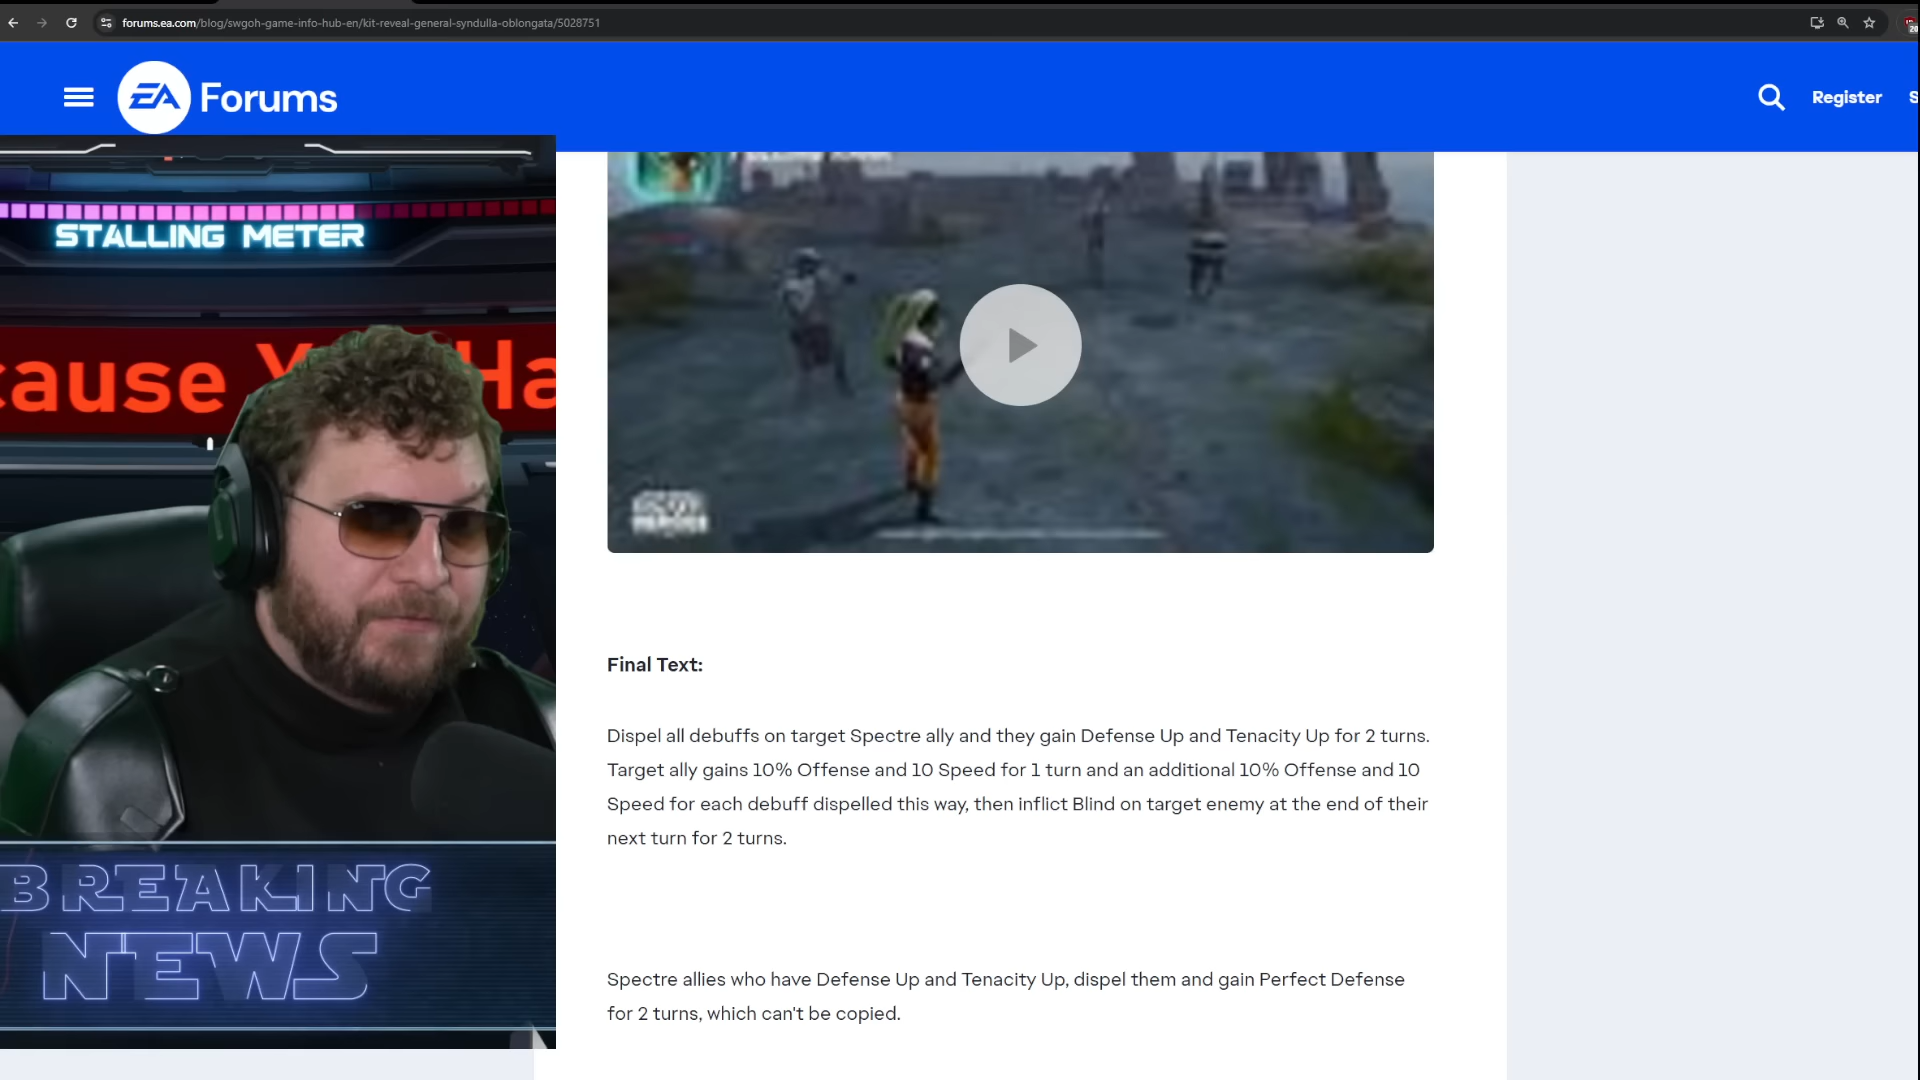 forums.ea.com/blog/swgoh-game-info-hub-en/kit-reveal-general-syndulla-oblongata/5028751
20
EA Forums
Register
S
STALLING METER
cause Y Ha
BREAKING
NEWS
HEROES
Final Text:
Dispel all debuffs on target Spectre ally and they gain Defense Up and Tenacity Up for 2 turns.
Target ally gains 10% Offense and 10 Speed for 1 turn and an additional 10% Offense and 10
Speed for each debuff dispelled this way, then inflict Blind on target enemy at the end of their
next turn for 2 turns.
Spectre allies who have Defense Up and Tenacity Up, dispel them and gain Perfect Defense
for 2 turns, which can't be copied.